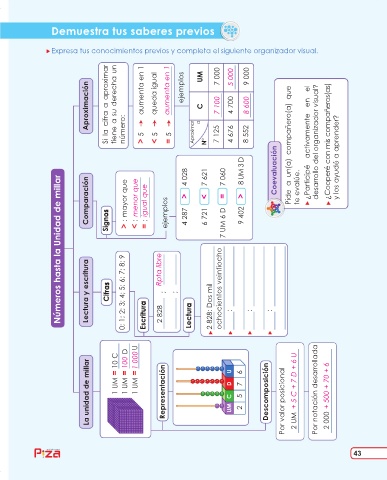 Demuestra tus saberes previos
Expresa tus conocimientos previos y completa el siguiente organizador visual.
Números hasta la Unidad de millar
La unidad de millar
1 UM = 10 C
1 UM = 100 D
1 UM = 1 000 U
Representación
UM C D U
2 5 7 6
Descomposición
Por valor posicional
2 UM + 5 C + 7 D + 6 U
Por notación desarrollada
2 000 + 500 + 70 + 6
Lectura y escritura
Cifras
0; 1; 2; 3; 4; 5; 6; 7; 8; 9
Escritura
2 828 : Rpta libre
Lectura
2 828: Dos mil
ochocientos veintiocho
Comparación
Signos
> : mayor que
< : menor que
= : igual que
ejemplos
4 287 > 4 028
6 721 < 7 621
7 UM 6 D = 7 060
9 402 > 8 UM 3 D
Aproximación
Si la cifra a aproximar
tiene a su derecha un
número:
> 5 → aumenta en 1
< 5 → queda igual
= 5 → aumenta en 1
ejemplos
Aproximar a
N° C UM
7 125 7 100 7 000
4 676 4 700 5 000
8 552 8 600 9 000
Coevaluación
Pide a un(a) compañero(a) que
te evalúe.
¿Participé activamente en el
desarrollo del organizador visual?
¿Cooperé con mis compañeros(as)
y los ayudé a aprender?
Pizá
43